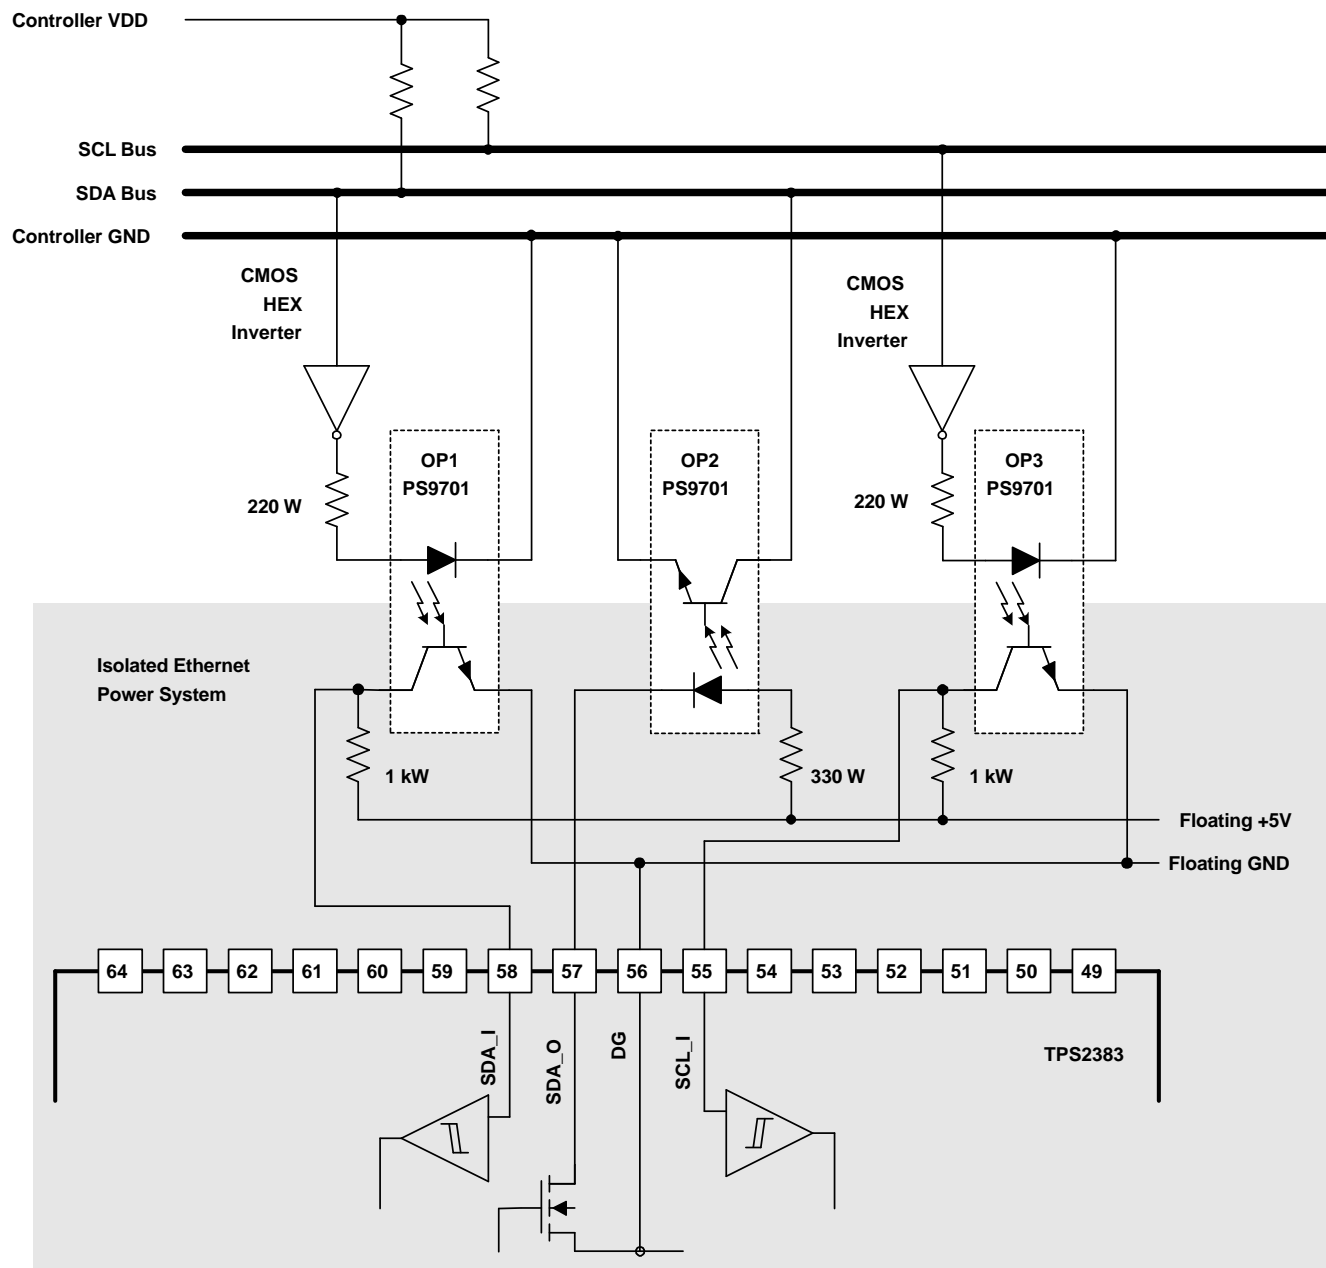 Controller VDD
SCL Bus
SDA Bus
Controller GND
CMOS
HEX
Inverter
CMOS
HEX
Inverter
OP1
PS9701
OP2
PS9701
OP3
PS9701
220 W
220 W
Isolated Ethernet
Power System
1 kW
330 W
1 kW
Floating +5V
Floating GND
64 63 62 61 60 59 58 57 56 55 54 53 52 51 50 49
SDA_I
SDA_O
DG
SCL_I
TPS2383